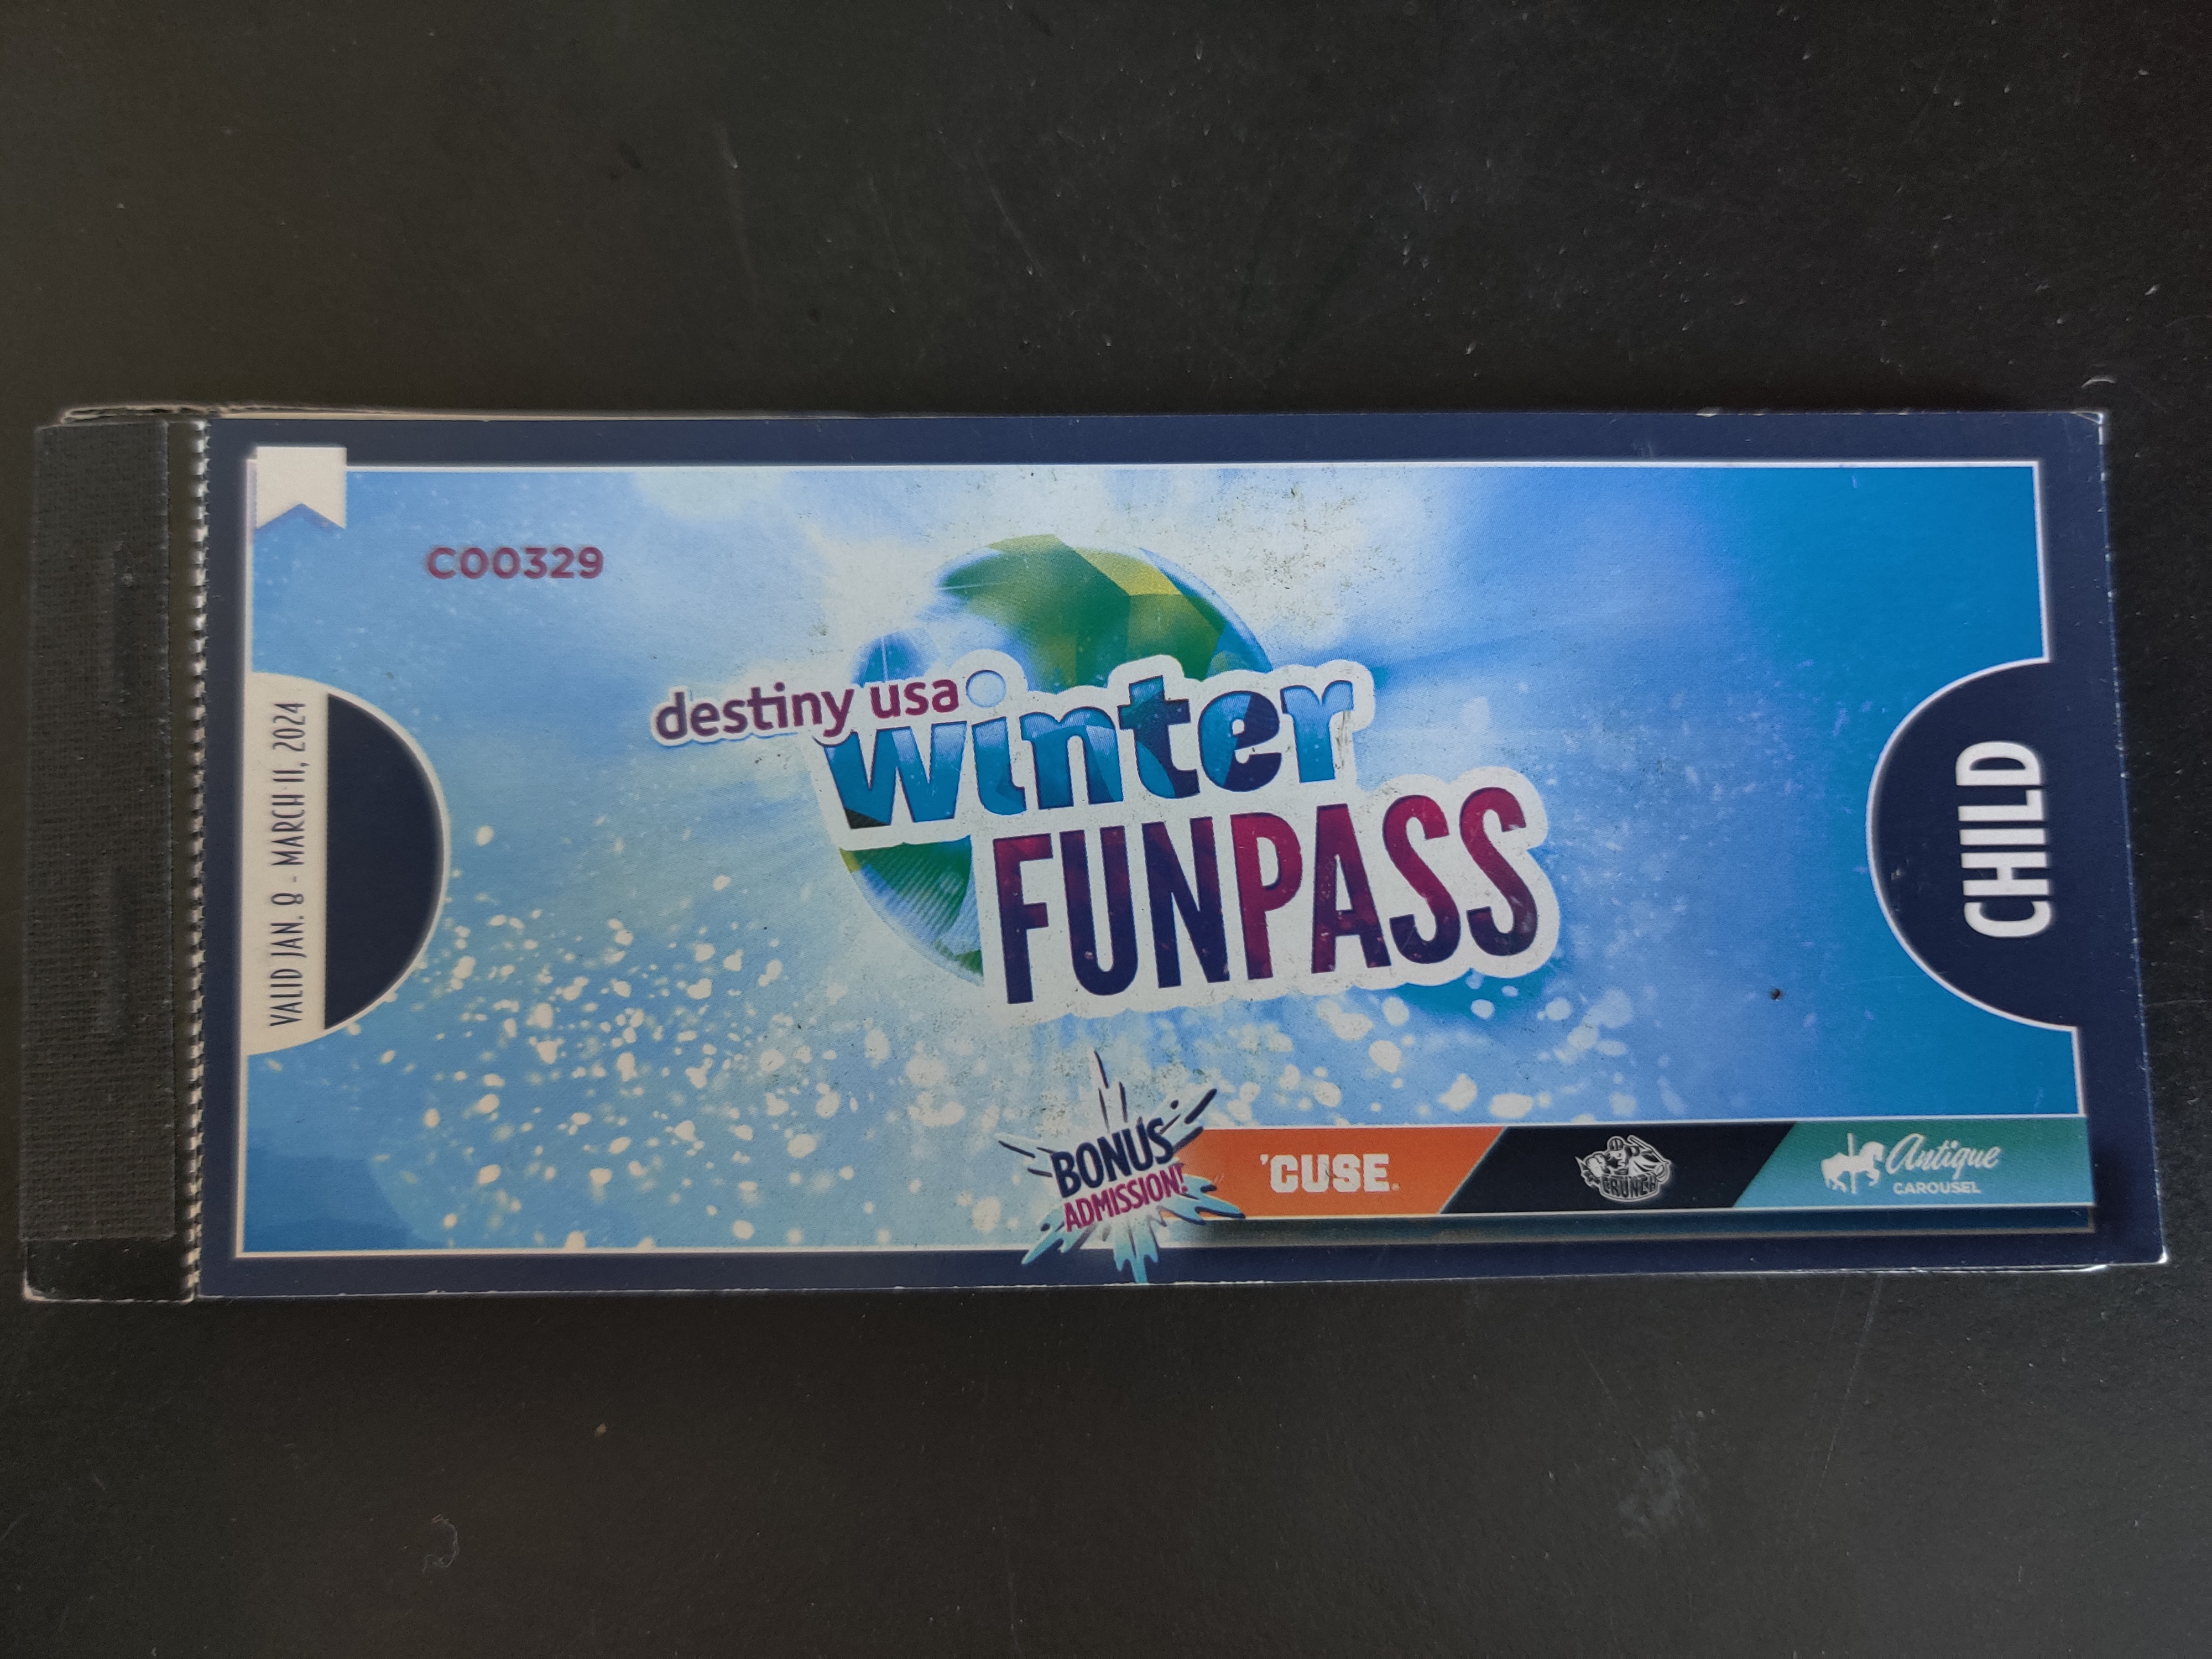 C00329
VALID JAN. 8 - MARCH 11, 2024
destiny usa
winter
FUNPASS
CHILD
BONUS
ADMISSION!
'CUSE
CRUNCH
Antique
CAROUSEL